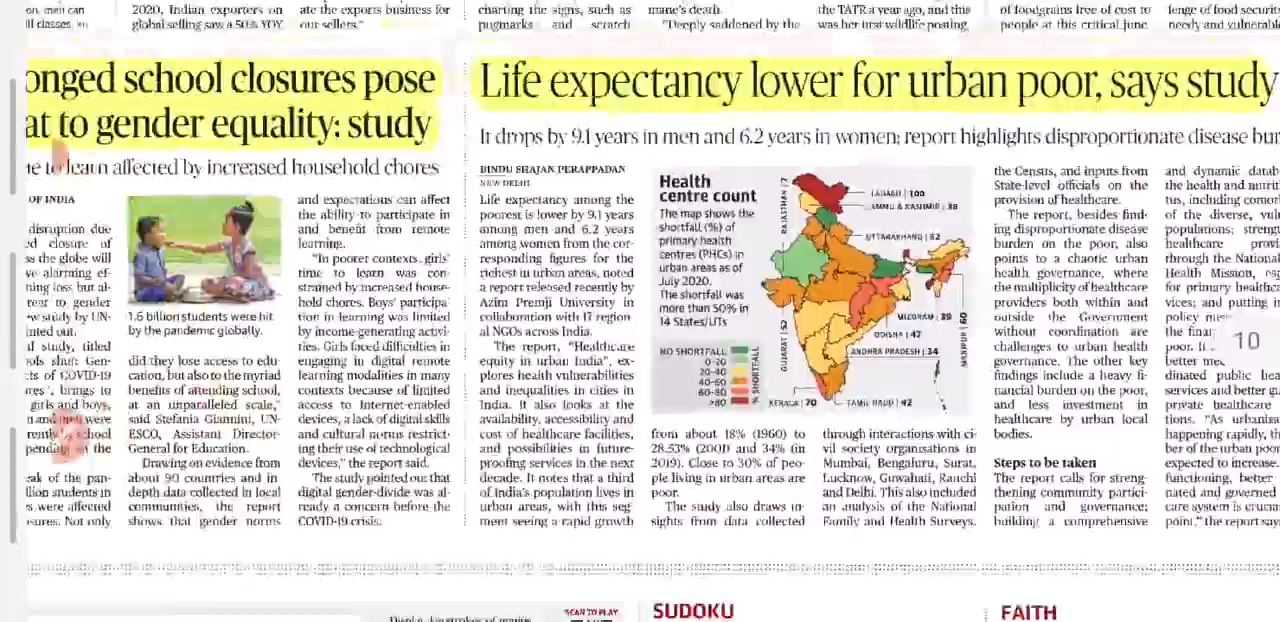 2020, Indian exporters on
global selling saw a 50% YOY
ate the exports business for
our sellers."
charting the signs, such as
pugmarks and scratch
mane's death.
"Deeply saddened by the
the TATR a year ago, and this
was her first wildlife posting,
of foodgrains free of cost to
people at this critical junc
lenge of food securit
needy and vulnerable
onged school closures pose
at to gender equality: study
learn affected by increased household chores
OF INDIA
disruption due
closure of
the globe will
alarming ef-
ning loss but al-
to gender
study by UN-
study, titled
Gen-
of COVID-19
brings to
girls and boys,
were
school
the
of the pan-
students in
were affected
Not only
1.6 billion students were hit
by the pandemic globally.
did they lose access to edu-
cation, but also to the myriad
benefits of attending school,
at an unparalleled scale,"
said Stefania Giannini, UN-
ESCO, Assistant Director-
General for Education.
Drawing on evidence from
about 90 countries and in-
depth data collected in local
communities, the report
shows that gender norms
and expectations can affect
the ability to participate in
and benefit from remote
learning.
"In poorer contexts, girls'
time to learn was con-
strained by increased house-
hold chores. Boys' participa-
tion in learning was limited
by income-generating activi-
ties. Girls faced difficulties in
engaging in digital remote
learning modalities in many
contexts because of limited
access to Internet-enabled
devices, a lack of digital skills
and cultural norms restrict-
ing their use of technological
devices," the report said.
The study pointed out that
digital gender-divide was al-
ready a concern before the
COVID-19 crisis.
Life expectancy lower for urban poor, says study
It drops by 9.1 years in men and 6.2 years in women; report highlights disproportionate disease bur
BINDU SHAJAN PERAPPADAN
NEW DELHI
Life expectancy among the
poorest is lower by 9.1 years
among men and 6.2 years
among women from the cor-
responding figures for the
richest in urban areas, noted
a report released recently by
Azim Premji University in
collaboration with 17 region-
al NGOs across India.
The report, "Healthcare
equity in urban India", ex-
plores health vulnerabilities
and inequalities in cities in
India. It also looks at the
availability, accessibility and
cost of healthcare facilities,
and possibilities in future-
proofing services in the next
decade. It notes that a third
of India's population lives in
urban areas, with this seg-
ment seeing a rapid growth
Health
centre count
The map shows the
shortfall (%) of
primary health
centres (PHCs) in
urban areas as of
July 2020.
The shortfall was
more than 50% in
14 States/UTs
NO SHORTFALL
0-20
20-40
40-60
60-80
>80
% SHORTFALL
RAJASTHAN | 7
LADAKH | 100
JAMMU & KASHMIR | 38
UTTARAKHAND | 52
GUJARAT | 52
MIZORAM | 39
ODISHA | 47
ANDHRA PRADESH | 34
MANIPUR | 60
KERALA | 70
TAMIL NADU | 42
from about 18% (1960) to
28.53% (2001) and 34% (in
2019). Close to 30% of peo-
ple living in urban areas are
poor.
The study also draws in-
sights from data collected
through interactions with ci-
vil society organisations in
Mumbai, Bengaluru, Surat,
Lucknow, Guwahati, Ranchi
and Delhi. This also included
an analysis of the National
Family and Health Surveys,
the Census, and inputs from
State-level officials on the
provision of healthcare.
The report, besides find-
ing disproportionate disease
burden on the poor, also
points to a chaotic urban
health governance, where
the multiplicity of healthcare
providers both within and
outside the Government
without coordination are
challenges to urban health
governance. The other key
findings include a heavy fi-
nancial burden on the poor,
and less investment in
healthcare by urban local
bodies.
Steps to be taken
The report calls for streng-
thening community partici-
pation and governance;
building a comprehensive
and dynamic datab
the health and nutri
tus, including comor
of the diverse, vuln
populations; strengt
healthcare provi
through the National
Health Mission, esp
for primary healthcar
vices; and putting i
policy
the finan
poor. It
better
dinated public hea
services and better g
private healthcare
tions. "As urbanisa
happening rapidly, th
ber of the urban poor
expected to increase.
functioning, better
nated and governed
care system is crucia
point," the report says
10
SCAN TO PLAY
SUDOKU
FAITH